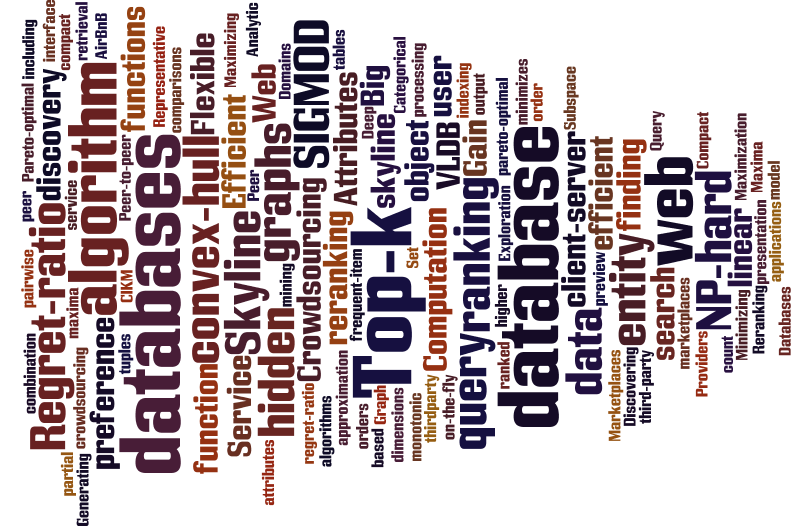 peer
Pareto-optimal
including
interface
compact
retrieval
AirBnB
functions
Representative
comparisons
Flexible
Maximizing
Analytic
Web
Domains
SIGMOD
tables
Attributes
Deep
Big
Categorical
processing
user
indexing
output
pareto-optimal
minimizes
order
Subspace
discovery
service
algorithm
Peer-to-peer
Efficient
Peer
graphs
skyline
object
VLDB
Gain
Query
Compact
Maximization
Maxima
model
pairwise
Regret-ratio
maxima
CIKM
databases
convex-hull
Skyline
mining
Crowdsourcing
reranking
frequent-item
Top-k
Set
Computation
ranking
Exploration
higher
database
client-server
efficient
preview
finding
entity
web
marketplaces
NP-hard
linear
presentation
applications
combination
crowdsourcing
preference
tuples
function
Service
hidden
regret-ratio
algorithms
approximation
orders
based
Graph
dimensions
monotonic
thirdparty
on-the-fly
query
ranked
data
Marketplaces
Discovering
third-party
search
Providers
count
Minimizing
Reranking
Databases
partial
Generating
attributes